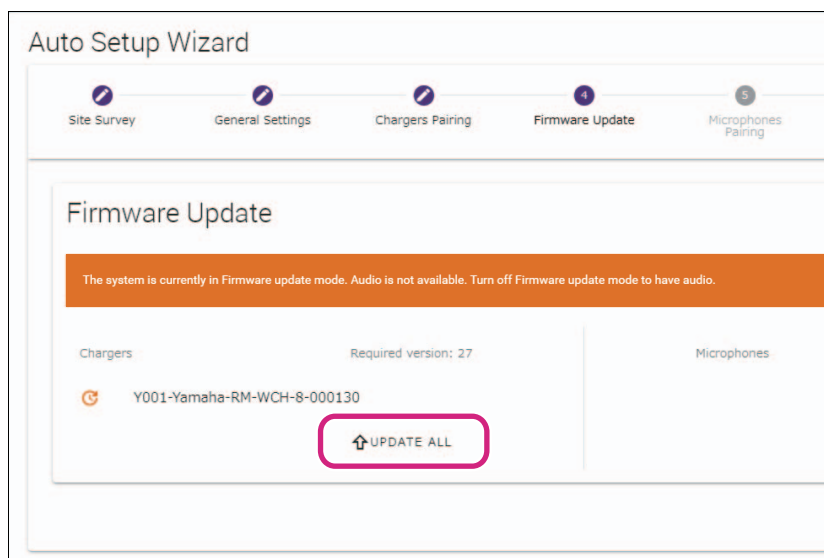 Auto Setup Wizard
Site Survey
General Settings
Chargers Pairing
4
Firmware Update
5
Microphones
Pairing
Firmware Update
The system is currently in Firmware update mode. Audio is not available. Turn off Firmware update mode to have audio.
Chargers
Required version: 27
Microphones
Y001-Yamaha-RM-WCH-8-000130
UPDATE ALL